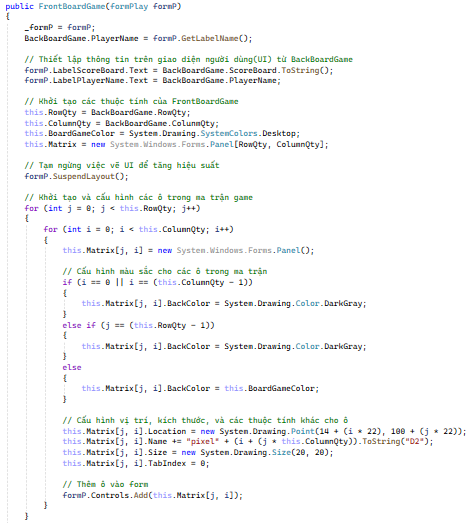 public FrontBoardGame(formPlay formP)
{
_formP = formP;
BackBoardGame.PlayerName = formP.GetLabelName();
// Thiết lập thông tin trên giao diện người dùng(UI) từ BackBoardGame
formP.LabelScoreBoard.Text = BackBoardGame.ScoreBoard.ToString();
formP.LabelPlayerName.Text = BackBoardGame.PlayerName;
// Khởi tạo các thuộc tính của FrontBoardGame
this.RowQty = BackBoardGame.RowQty;
this.ColumnQty = BackBoardGame.ColunmQty;
this.BoardGameColor = System.Drawing.SystemColors.Desktop;
this.Matrix = new System.Windows.Forms.Panel[RowQty, ColumnQty];
// Tạm ngừng việc vẽ UI để tăng hiệu suất
formP.SuspendLayout();
// Khởi tạo và cấu hình các ô trong ma trận game
for (int j = 0; j < this.RowQty; j++)
{
for (int i = 0; i < this.ColumnQty; i++)
{
this.Matrix[j, i] = new System.Windows.Forms.Panel();
// Cấu hình màu sắc cho các ô trong ma trận
if (i == 0 || i == (this.ColumnQty - 1))
{
this.Matrix[j, i].BackColor = System.Drawing.Color.DarkGray;
}
else if (j == (this.RowQty - 1))
{
this.Matrix[j, i].BackColor = System.Drawing.Color.DarkGray;
}
else
{
this.Matrix[j, i].BackColor = this.BoardGameColor;
}
// Cấu hình vị trí, kích thước, và các thuộc tính khác cho ô
this.Matrix[j, i].Location = new System.Drawing.Point(14 + (i * 22), 100 + (j * 22));
this.Matrix[j, i].Name += "pixel" + (i + (j * this.ColumnQty)).ToString("D2");
this.Matrix[j, i].Size = new System.Drawing.Size(20, 20);
this.Matrix[j, i].TabIndex = 0;
// Thêm ô vào form
formP.Controls.Add(this.Matrix[j, i]);
}
}